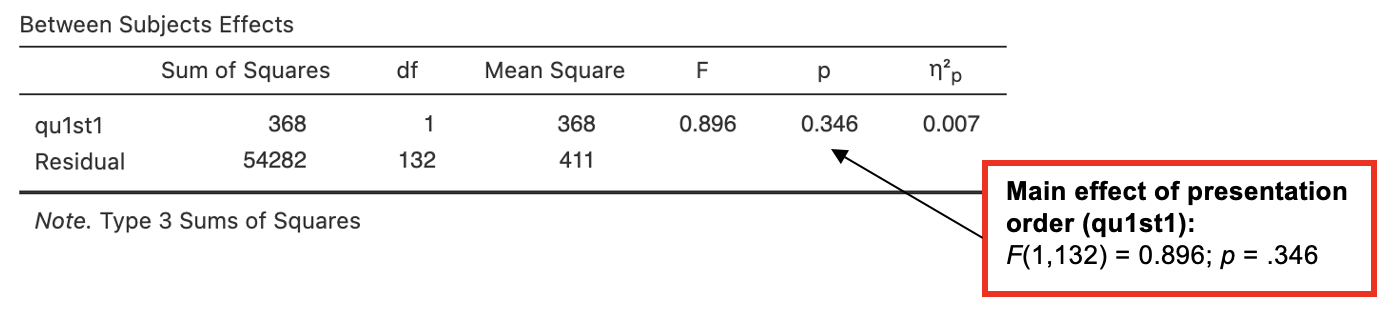 Between Subjects Effects
Sum of Squares df Mean Square F p η²p
qu1st1 368 1 368 0.896 0.346 0.007
Residual 54282 132 411
Note. Type 3 Sums of Squares
Main effect of presentation
order (qu1st1):
F(1,132) = 0.896; p = .346